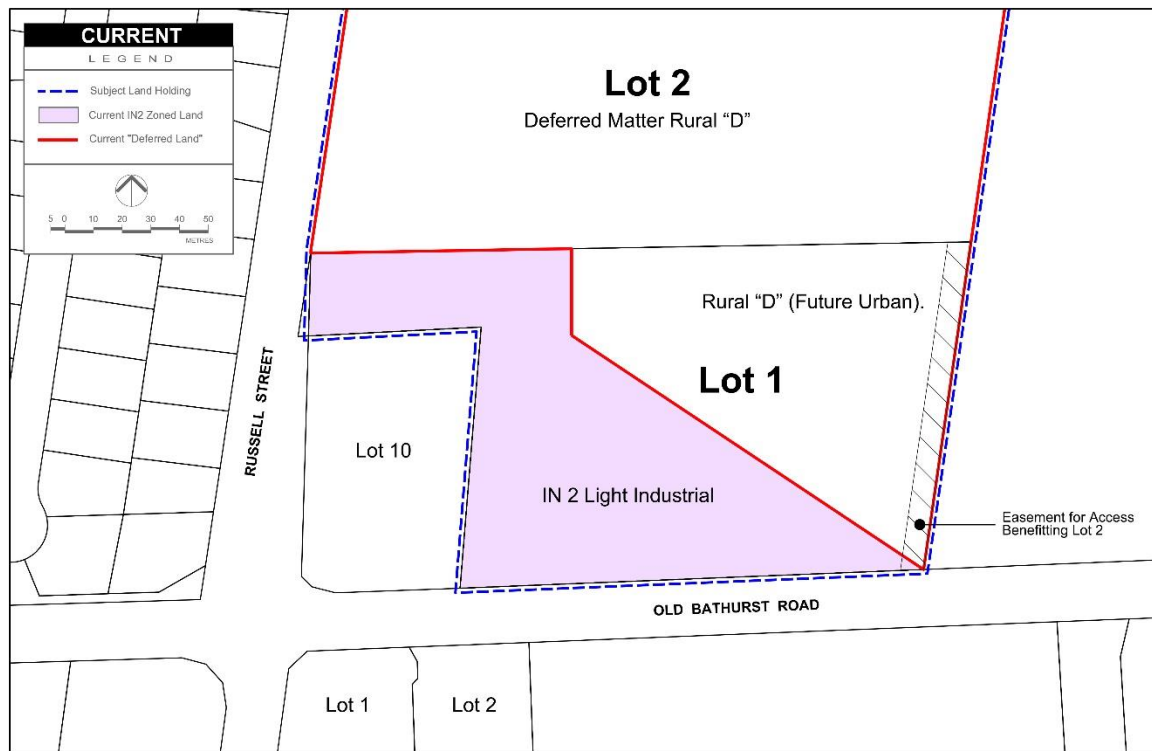 CURRENT
LEGEND
Subject Land Holding
Current IN2 Zoned Land
Current "Deferred Land"
5 0 10 20 30 40 50
METRES
Lot 2
Deferred Matter Rural “D”
Rural “D” (Future Urban).
Lot 1
RUSSELL STREET
Lot 10
IN 2 Light Industrial
Easement for Access
Benefitting Lot 2
OLD BATHURST ROAD
Lot 1
Lot 2